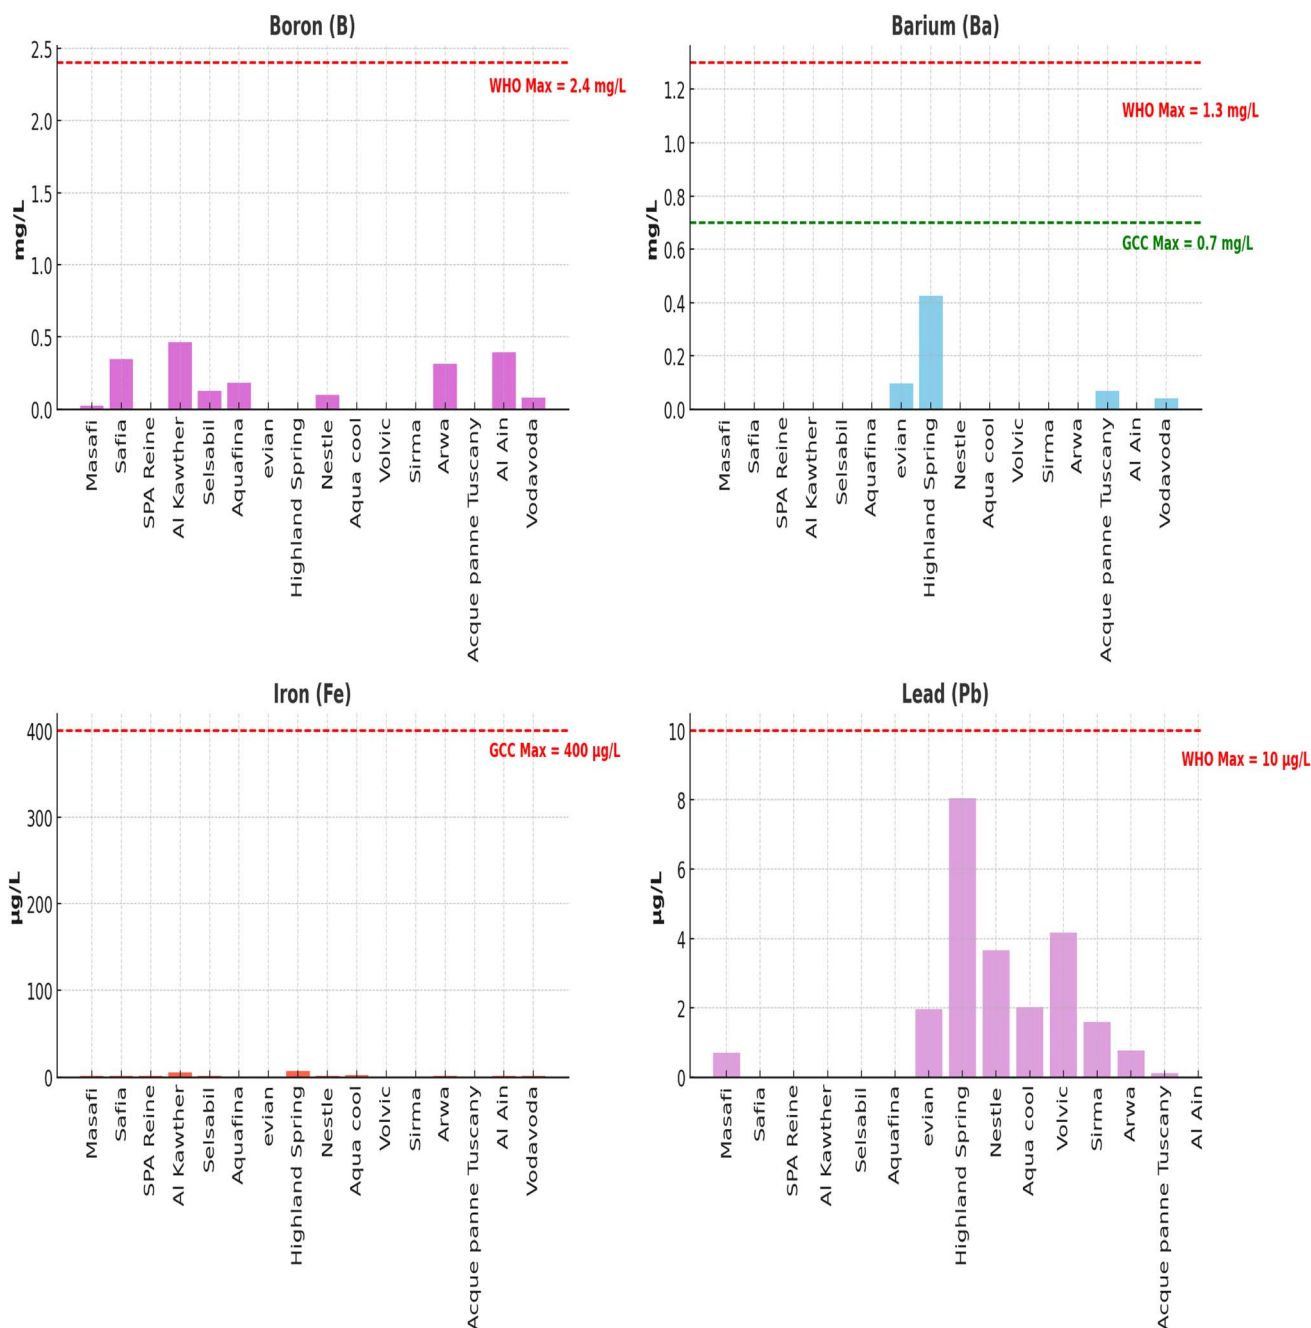 Boron (B)
2.5
2.0
1.5
1.0
0.5
0.0
mg/L
WHO Max = 2.4 mg/L
Masafi
Safia
SPA Reine
Al Kawther
Selsabil
Aquafina
evian
Highland Spring
Nestle
Aqua cool
Volvic
Sirma
Arwa
Acque panne Tuscany
Al Ain
Vodavoda
Barium (Ba)
1.2
1.0
0.8
0.6
0.4
0.2
0.0
mg/L
WHO Max = 1.3 mg/L
GCC Max = 0.7 mg/L
Masafi
Safia
SPA Reine
Al Kawther
Selsabil
Aquafina
evian
Highland Spring
Nestle
Aqua cool
Volvic
Sirma
Arwa
Acque panne Tuscany
Al Ain
Vodavoda
Iron (Fe)
400
300
200
100
0
µg/L
GCC Max = 400 µg/L
Masafi
Safia
SPA Reine
Al Kawther
Selsabil
Aquafina
evian
Highland Spring
Nestle
Aqua cool
Volvic
Sirma
Arwa
Acque panne Tuscany
Al Ain
Vodavoda
Lead (Pb)
10
8
6
4
2
0
µg/L
WHO Max = 10 µg/L
Masafi
Safia
SPA Reine
Al Kawther
Selsabil
Aquafina
evian
Highland Spring
Nestle
Aqua cool
Volvic
Sirma
Arwa
Acque panne Tuscany
Al Ain